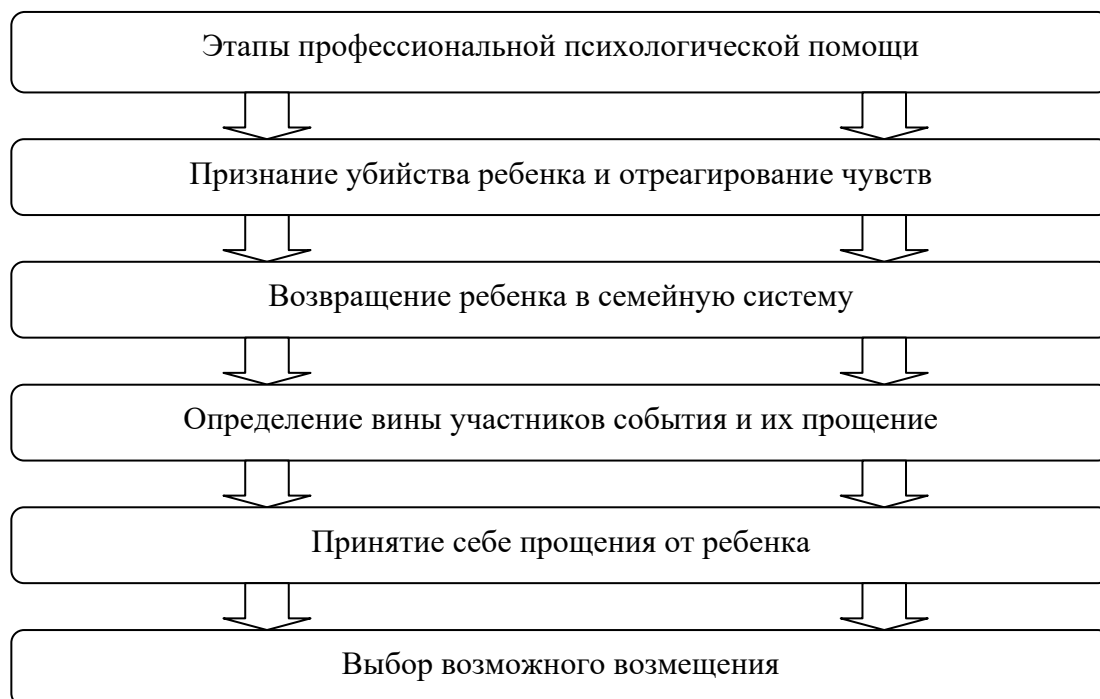 Этапы профессиональной психологической помощи
Признание убийства ребенка и отреагирование чувств
Возвращение ребенка в семейную систему
Определение вины участников события и их прощение
Принятие себе прощения от ребенка
Выбор возможного возмещения